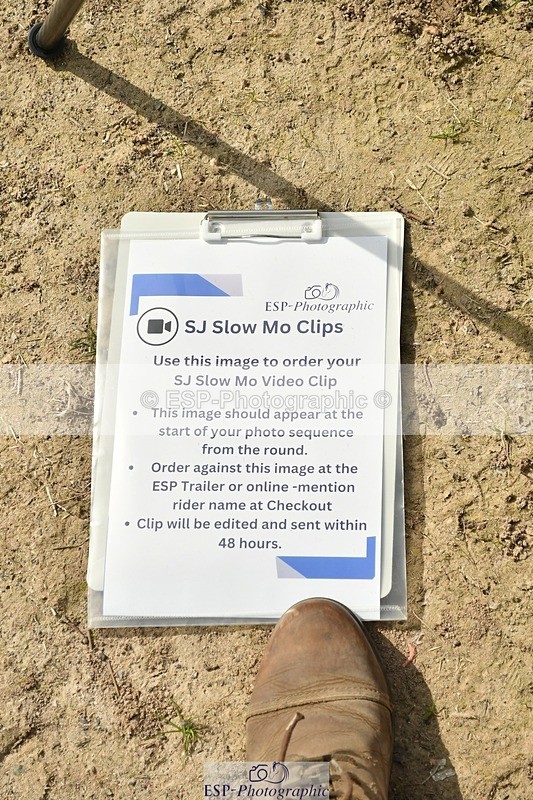 ESP-Photographic
SJ Slow Mo Clips
Use this image to order your
SJ Slow Mo Video Clip
© ESP-Photographic ©
• This image should appear at the
start of your photo sequence
from the round.
• Order against this image at the
ESP Trailer or online -mention
rider name at Checkout
• Clip will be edited and sent within
48 hours.
ESP-Photographic